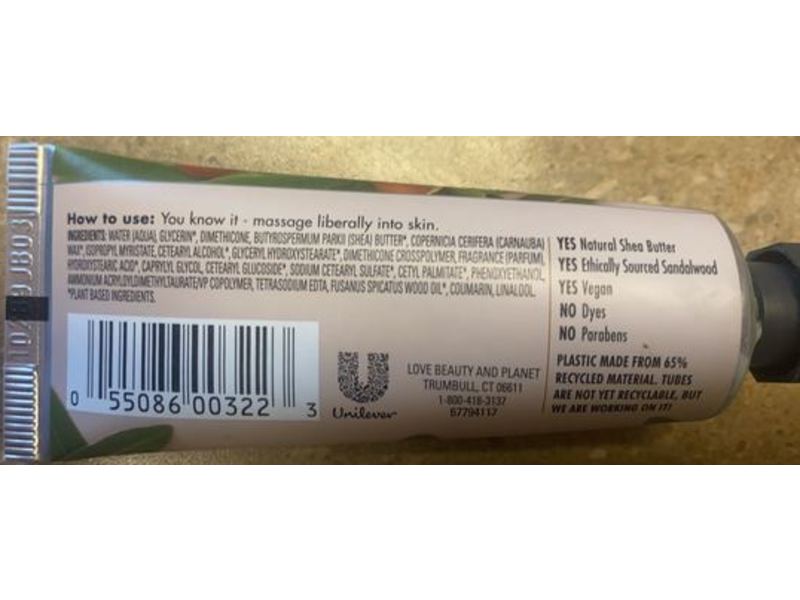 How to use: You know it - massage liberally into skin.
INGREDIENTS: WATER (AQUA), GLYCERIN*, DIMETHICONE, BUTYROSPERMUM PARKII (SHEA) BUTTER*, COPERNICIA CERIFERA (CARNAUBA)
WAX*, ISOPROPYL MYRISTATE, CETEARYL ALCOHOL*, GLYCERYL HYDROXYSTEARATE*, DIMETHICONE CROSSPOLYMER, FRAGRANCE (PARFUM),
HYDROXYSTEARIC ACID*, CAPRYLYL GLYCOL, CETEARYL GLUCOSIDE*, SODIUM CETEARYL SULFATE*, CETYL PALMITATE*, PHENOXYETHANOL,
AMMONIUM ACRYLOYLDIMETHYLTAURATE/VP COPOLYMER, TETRASODIUM EDTA, FUSANUS SPICATUS WOOD OIL*, COUMARIN, LINALOOL.
*PLANT BASED INGREDIENTS.
0 55086 00322 3
Unilever
LOVE BEAUTY AND PLANET
TRUMBULL, CT 06611
1-800-418-3137
67794117
YES Natural Shea Butter
YES Ethically Sourced Sandalwood
YES Vegan
NO Dyes
NO Parabens
PLASTIC MADE FROM 65%
RECYCLED MATERIAL. TUBES
ARE NOT YET RECYCLABLE, BUT
WE ARE WORKING ON IT!